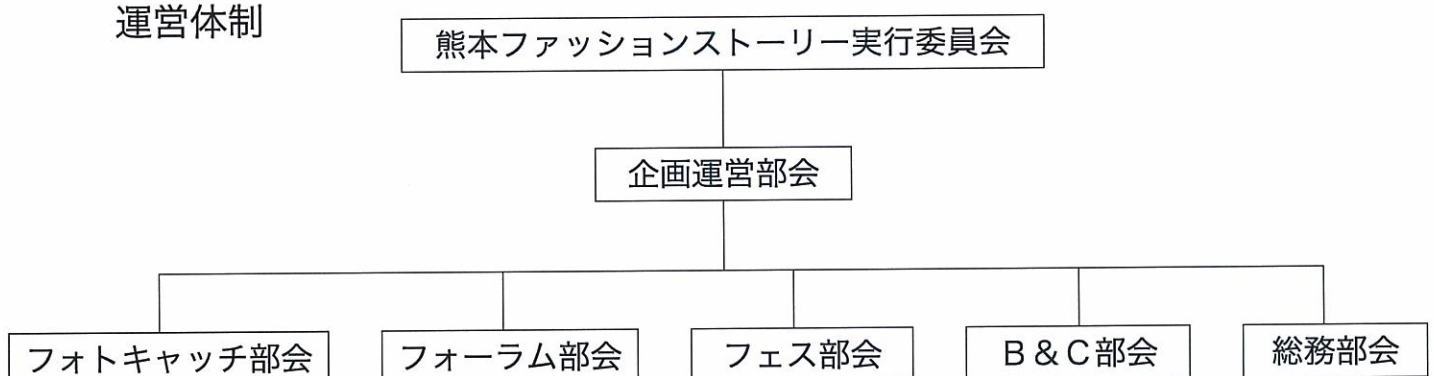 運営体制
熊本ファッションストーリー実行委員会
企画運営部会
フォトキャッチ部会
フォーラム部会
フェス部会
B&C部会
総務部会